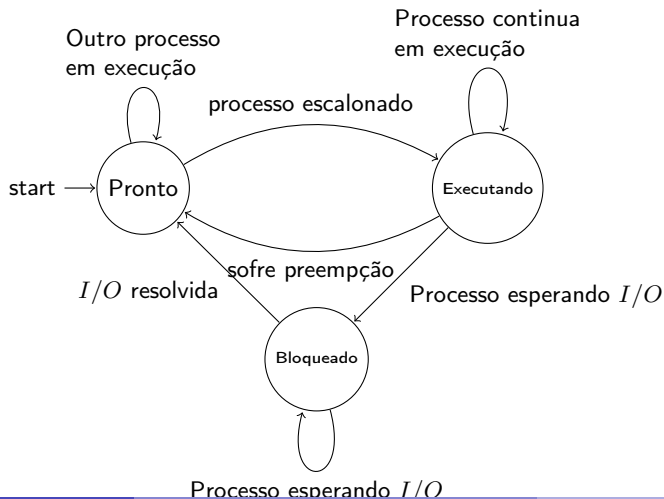 Processo continua
em execução
Outro processo
em execução
processo escalonado
start
Pronto
Executando
sofre preempção
I/O resolvida
Processo esperando I/O
Bloqueado
Processo esperando I/O